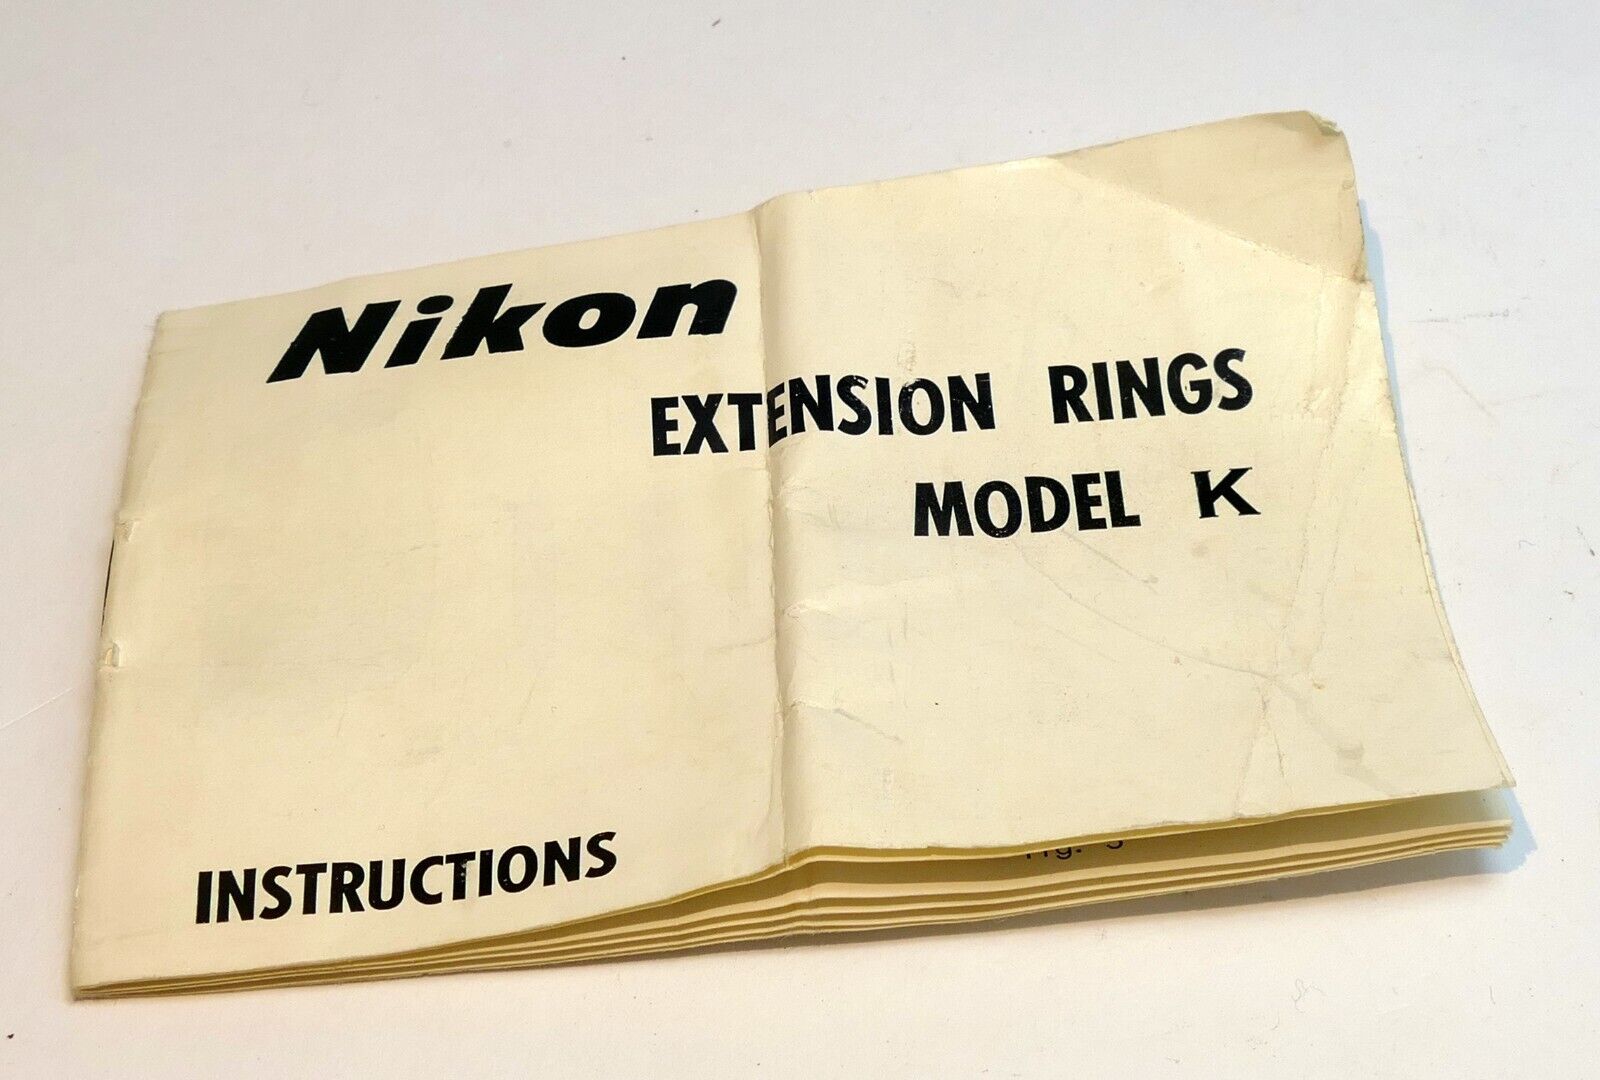 Nikon
EXTENSION RINGS
MODEL K
INSTRUCTIONS